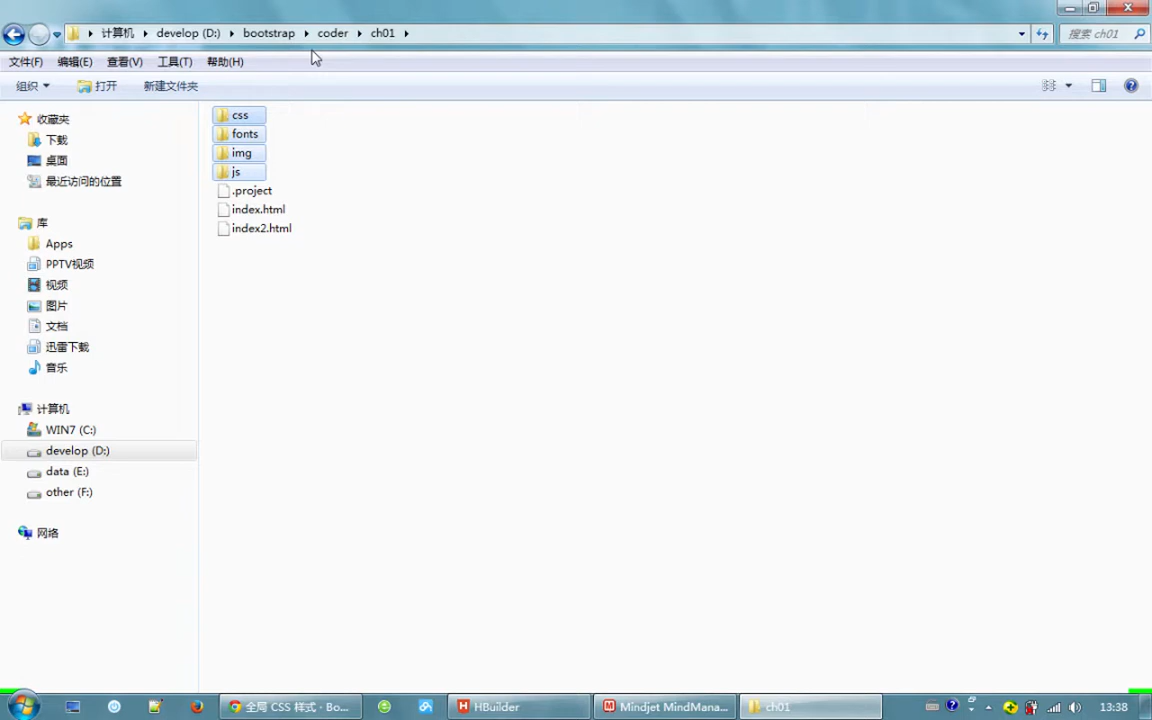 计算机 develop (D:) bootstrap coder ch01 搜索 ch01
文件(F) 编辑(E) 查看(V) 工具(T) 帮助(H)
组织 打开 新建文件夹
收藏夹
下载
桌面
最近访问的位置
库
Apps
PPTV视频
视频
图片
文档
迅雷下载
音乐
计算机
WIN7 (C:)
develop (D:)
data (E:)
other (F:)
网络
css
fonts
img
js
.project
index.html
index2.html
全局 CSS 样式 · Bo... HBuilder Mindjet MindMana... ch01 13:38